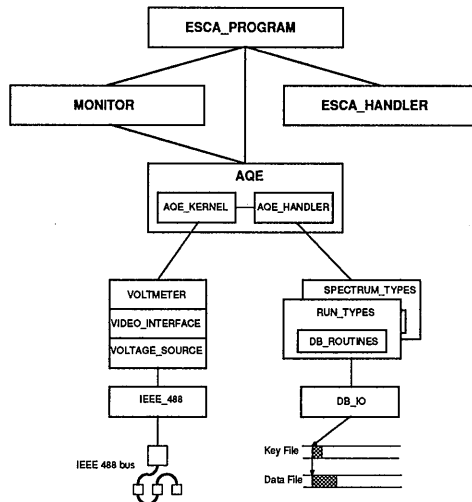 ESCA_PROGRAM
MONITOR
ESCA_HANDLER
AQE
AQE_KERNEL
AQE_HANDLER
VOLTMETER
VIDEO_INTERFACE
VOLTAGE_SOURCE
SPECTRUM_TYPES
RUN_TYPES
DB_ROUTINES
IEEE_488
DB_IO
IEEE 488 bus
Key File
Data File